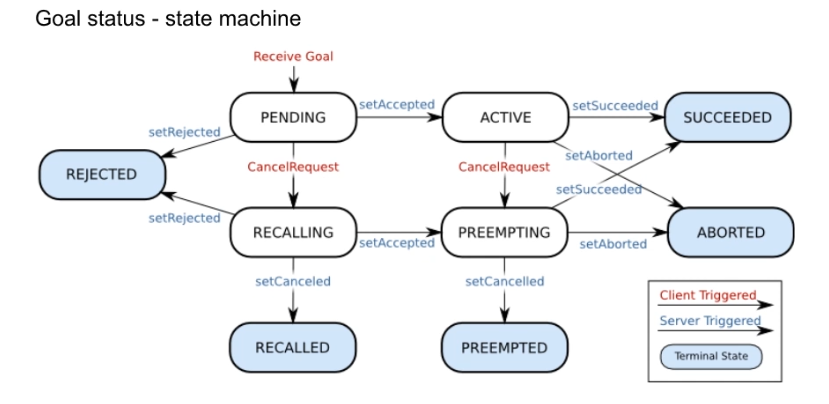 Goal status - state machine
Receive Goal
PENDING
setAccepted
ACTIVE
setSucceeded
SUCCEEDED
setRejected
CancelRequest
CancelRequest
setAborted
REJECTED
setSucceeded
setRejected
RECALLING
setAccepted
PREEMPTING
setAborted
ABORTED
setCanceled
setCancelled
Client Triggered
Server Triggered
RECALLED
PREEMPTED
Terminal State